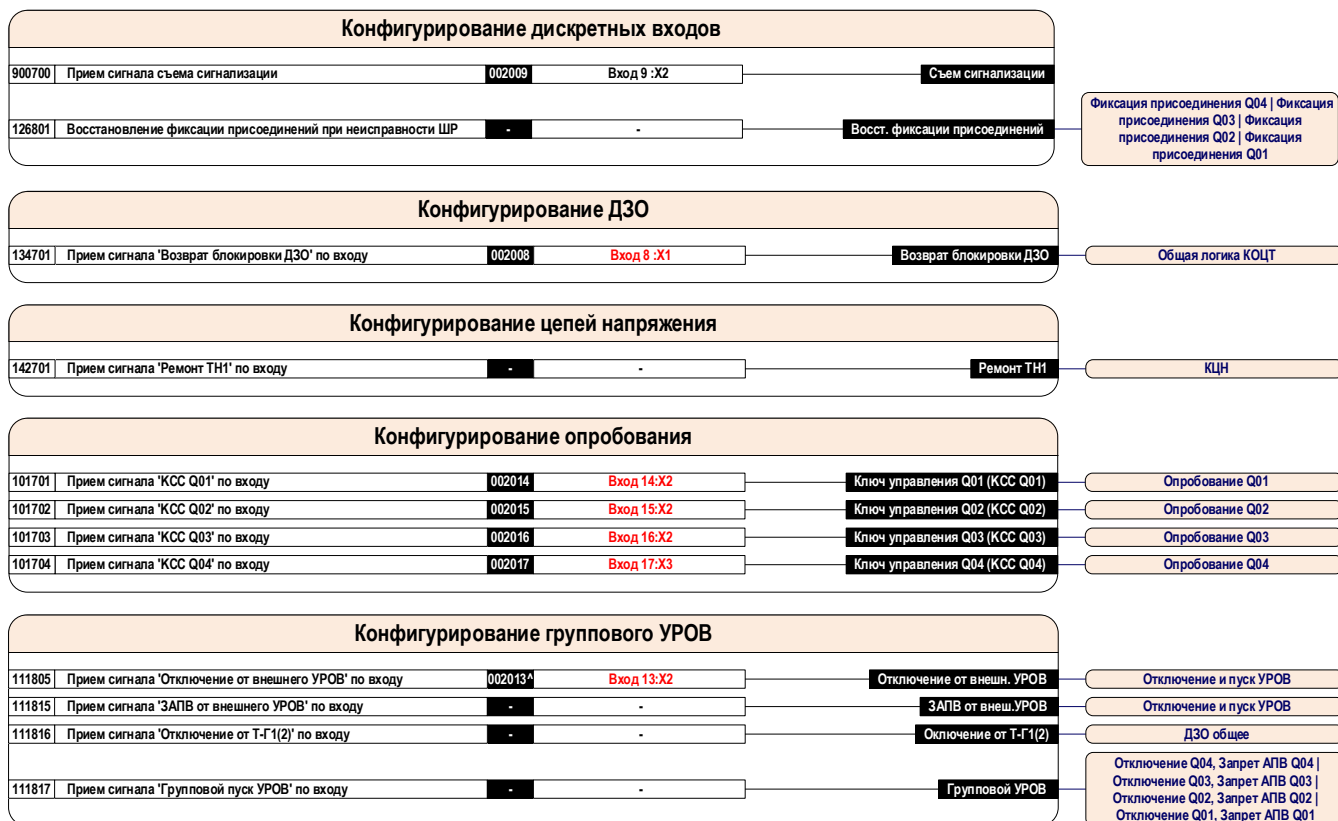 Конфигурирование дискретных входов
900700 Прием сигнала съема сигнализации 002009 Вход 9 :X2 Съем сигнализации
126801 Восстановление фиксации присоединений при неисправности ШР - - Восст. фиксации присоединений
Фиксация присоединения Q04 | Фиксация
присоединения Q03 | Фиксация
присоединения Q02 | Фиксация
присоединения Q01
Конфигурирование ДЗО
134701 Прием сигнала 'Возврат блокировки ДЗО' по входу 002008 Вход 8 :X1 Возврат блокировки ДЗО Общая логика КОЦТ
Конфигурирование цепей напряжения
142701 Прием сигнала 'Ремонт ТН1' по входу - - Ремонт ТН1 КЦН
Конфигурирование опробования
101701 Прием сигнала 'КСС Q01' по входу 002014 Вход 14:X2 Ключ управления Q01 (КСС Q01) Опробование Q01
101702 Прием сигнала 'КСС Q02' по входу 002015 Вход 15:X2 Ключ управления Q02 (КСС Q02) Опробование Q02
101703 Прием сигнала 'КСС Q03' по входу 002016 Вход 16:X2 Ключ управления Q03 (КСС Q03) Опробование Q03
101704 Прием сигнала 'КСС Q04' по входу 002017 Вход 17:X3 Ключ управления Q04 (КСС Q04) Опробование Q04
Конфигурирование группового УРОВ
111805 Прием сигнала 'Отключение от внешнего УРОВ' по входу 002013^ Вход 13:X2 Отключение от внешн. УРОВ Отключение и пуск УРОВ
111815 Прием сигнала 'ЗАПВ от внешнего УРОВ' по входу - - ЗАПВ от внеш.УРОВ Отключение и пуск УРОВ
111816 Прием сигнала 'Отключение от Т-Г1(2)' по входу - - Оключение от Т-Г1(2) ДЗО общее
111817 Прием сигнала 'Групповой пуск УРОВ' по входу - - Групповой УРОВ
Отключение Q04, Запрет АПВ Q04 |
Отключение Q03, Запрет АПВ Q03 |
Отключение Q02, Запрет АПВ Q02 |
Отключение Q01, Запрет АПВ Q01